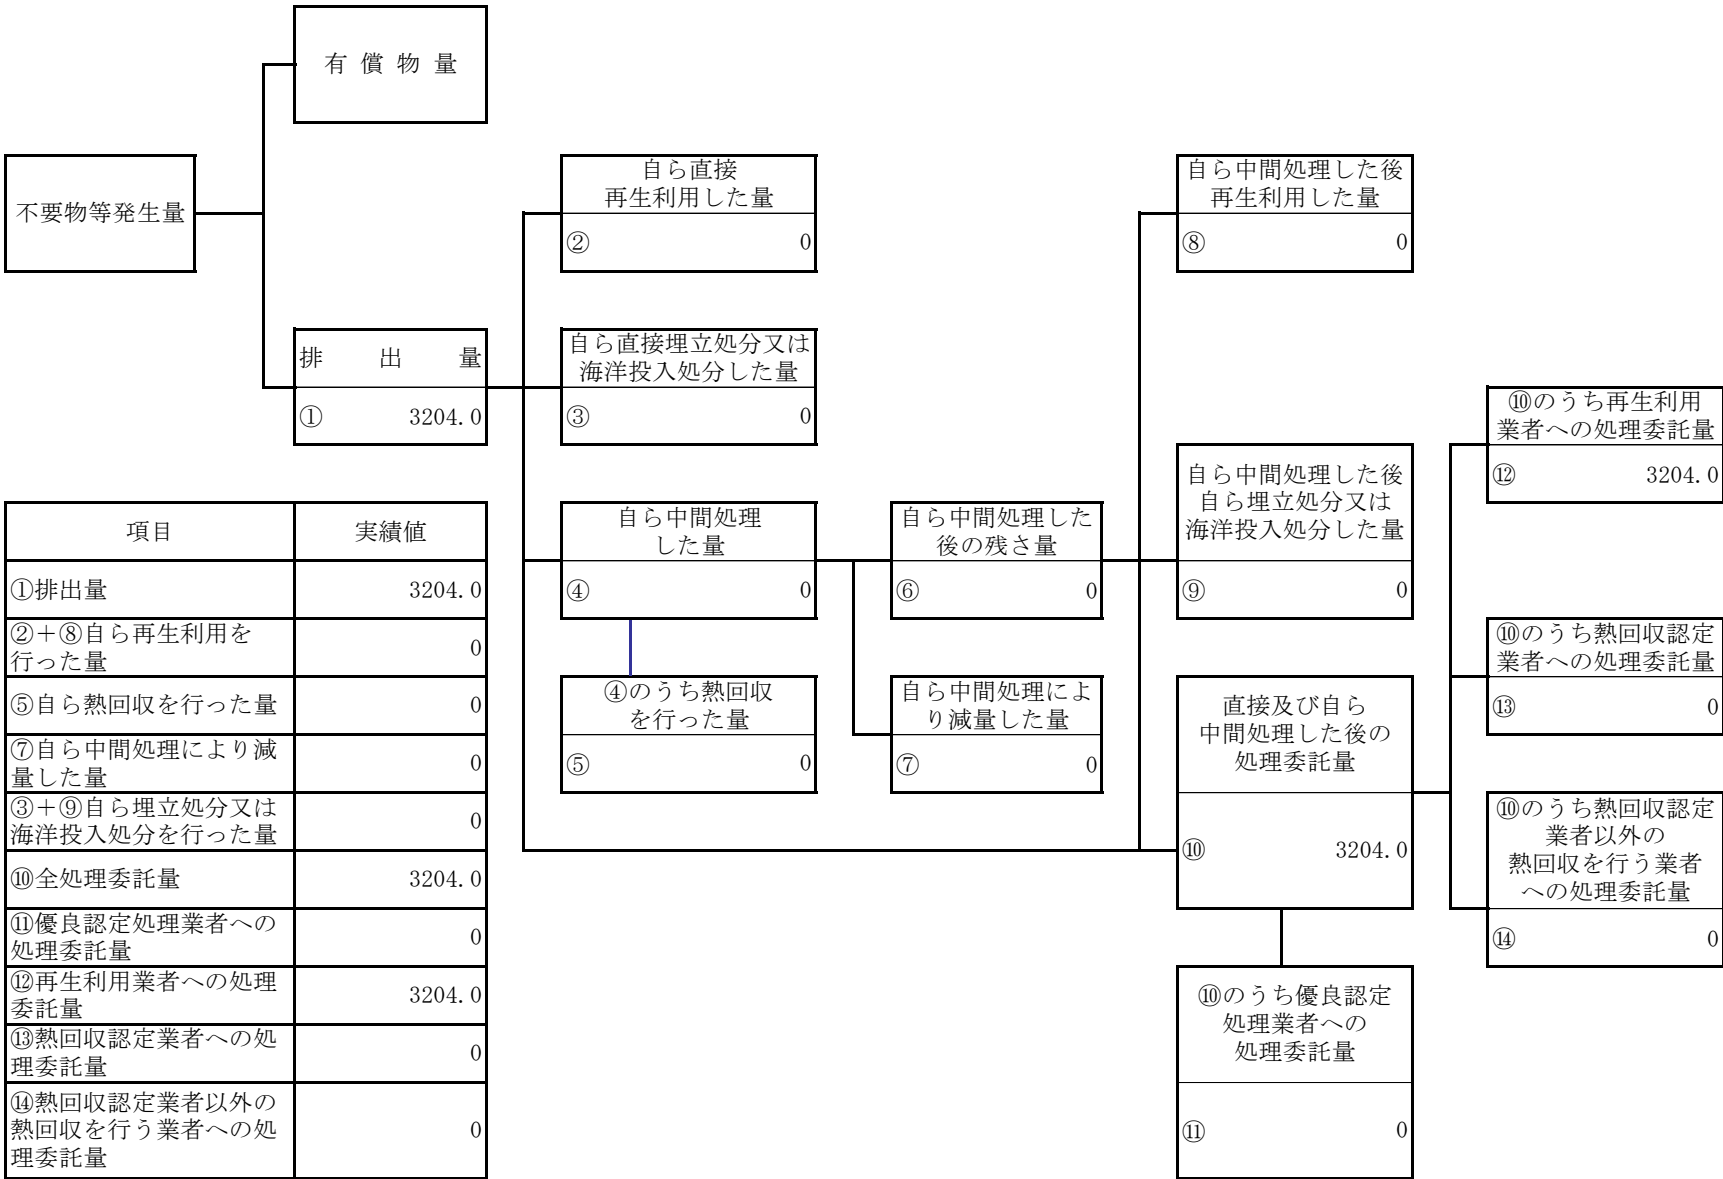 有償物量
不要物等発生量
自ら直接
再生利用した量
② 0
自ら中間処理した後
再生利用した量
⑧ 0
排出量
① 3204.0
自ら直接埋立処分又は
海洋投入処分した量
③ 0
⑩のうち再生利用
業者への処理委託量
⑫ 3204.0
自ら中間処理
した量
④ 0
自ら中間処理した
後の残さ量
⑥ 0
自ら中間処理した後
自ら埋立処分又は
海洋投入処分した量
⑨ 0
⑩のうち熱回収認定
業者への処理委託量
⑬ 0
④のうち熱回収
を行った量
⑤ 0
自ら中間処理によ
り減量した量
⑦ 0
直接及び自ら
中間処理した後の
処理委託量
⑩ 3204.0
⑩のうち熱回収認定
業者以外の
熱回収を行う業者
への処理委託量
⑭ 0
⑩のうち優良認定
処理業者への
処理委託量
⑪ 0
項目 実績値
①排出量 3204.0
②＋⑧自ら再生利用を
行った量 0
⑤自ら熱回収を行った量 0
⑦自ら中間処理により減
量した量 0
③＋⑨自ら埋立処分又は
海洋投入処分を行った量 0
⑩全処理委託量 3204.0
⑪優良認定処理業者への
処理委託量 0
⑫再生利用業者への処理
委託量 3204.0
⑬熱回収認定業者への処
理委託量 0
⑭熱回収認定業者以外の
熱回収を行う業者への処
理委託量 0